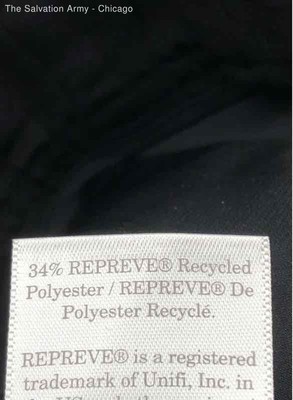 The Salvation Army - Chicago
34% REPREVE® Recycled
Polyester / REPREVE® De
Polyester Recyclé.
REPREVE® is a registered
trademark of Unifi, Inc. in